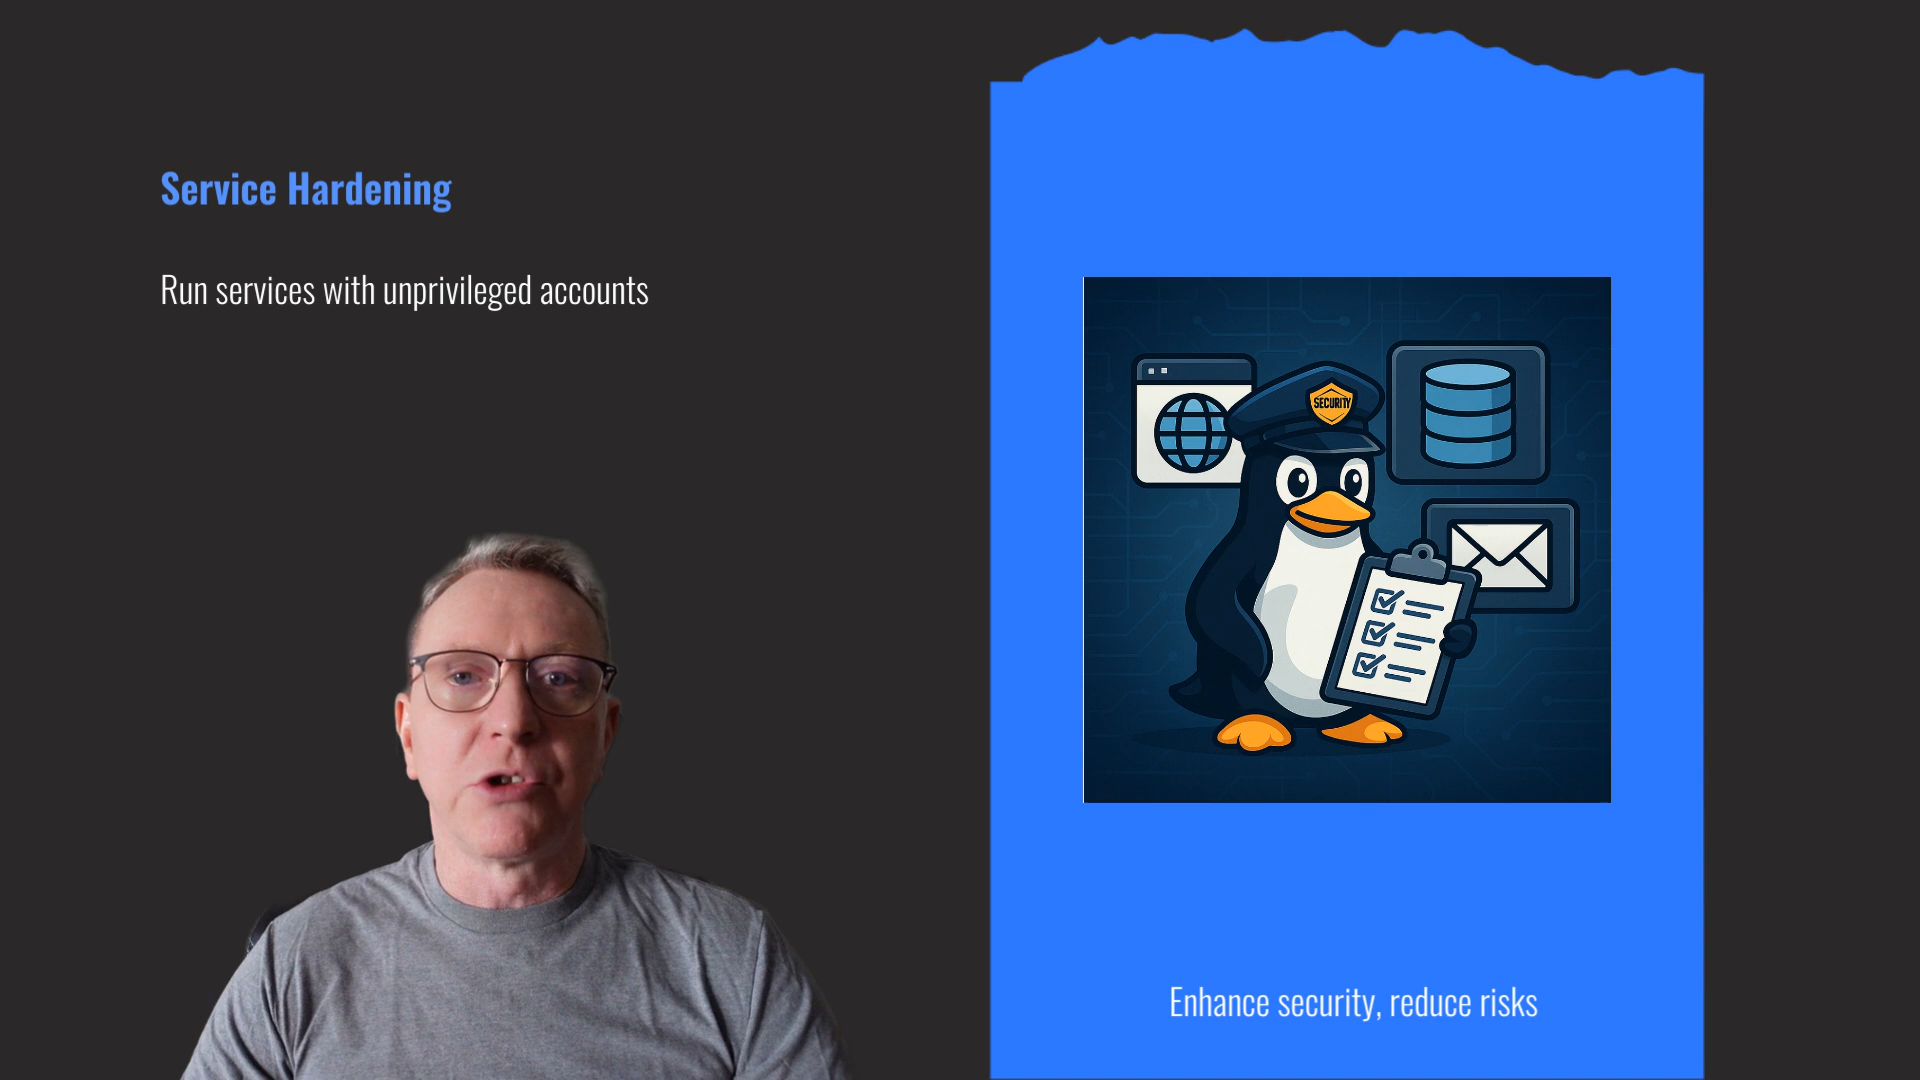 Service Hardening
Run services with unprivileged accounts
SECURITY
Enhance security, reduce risks